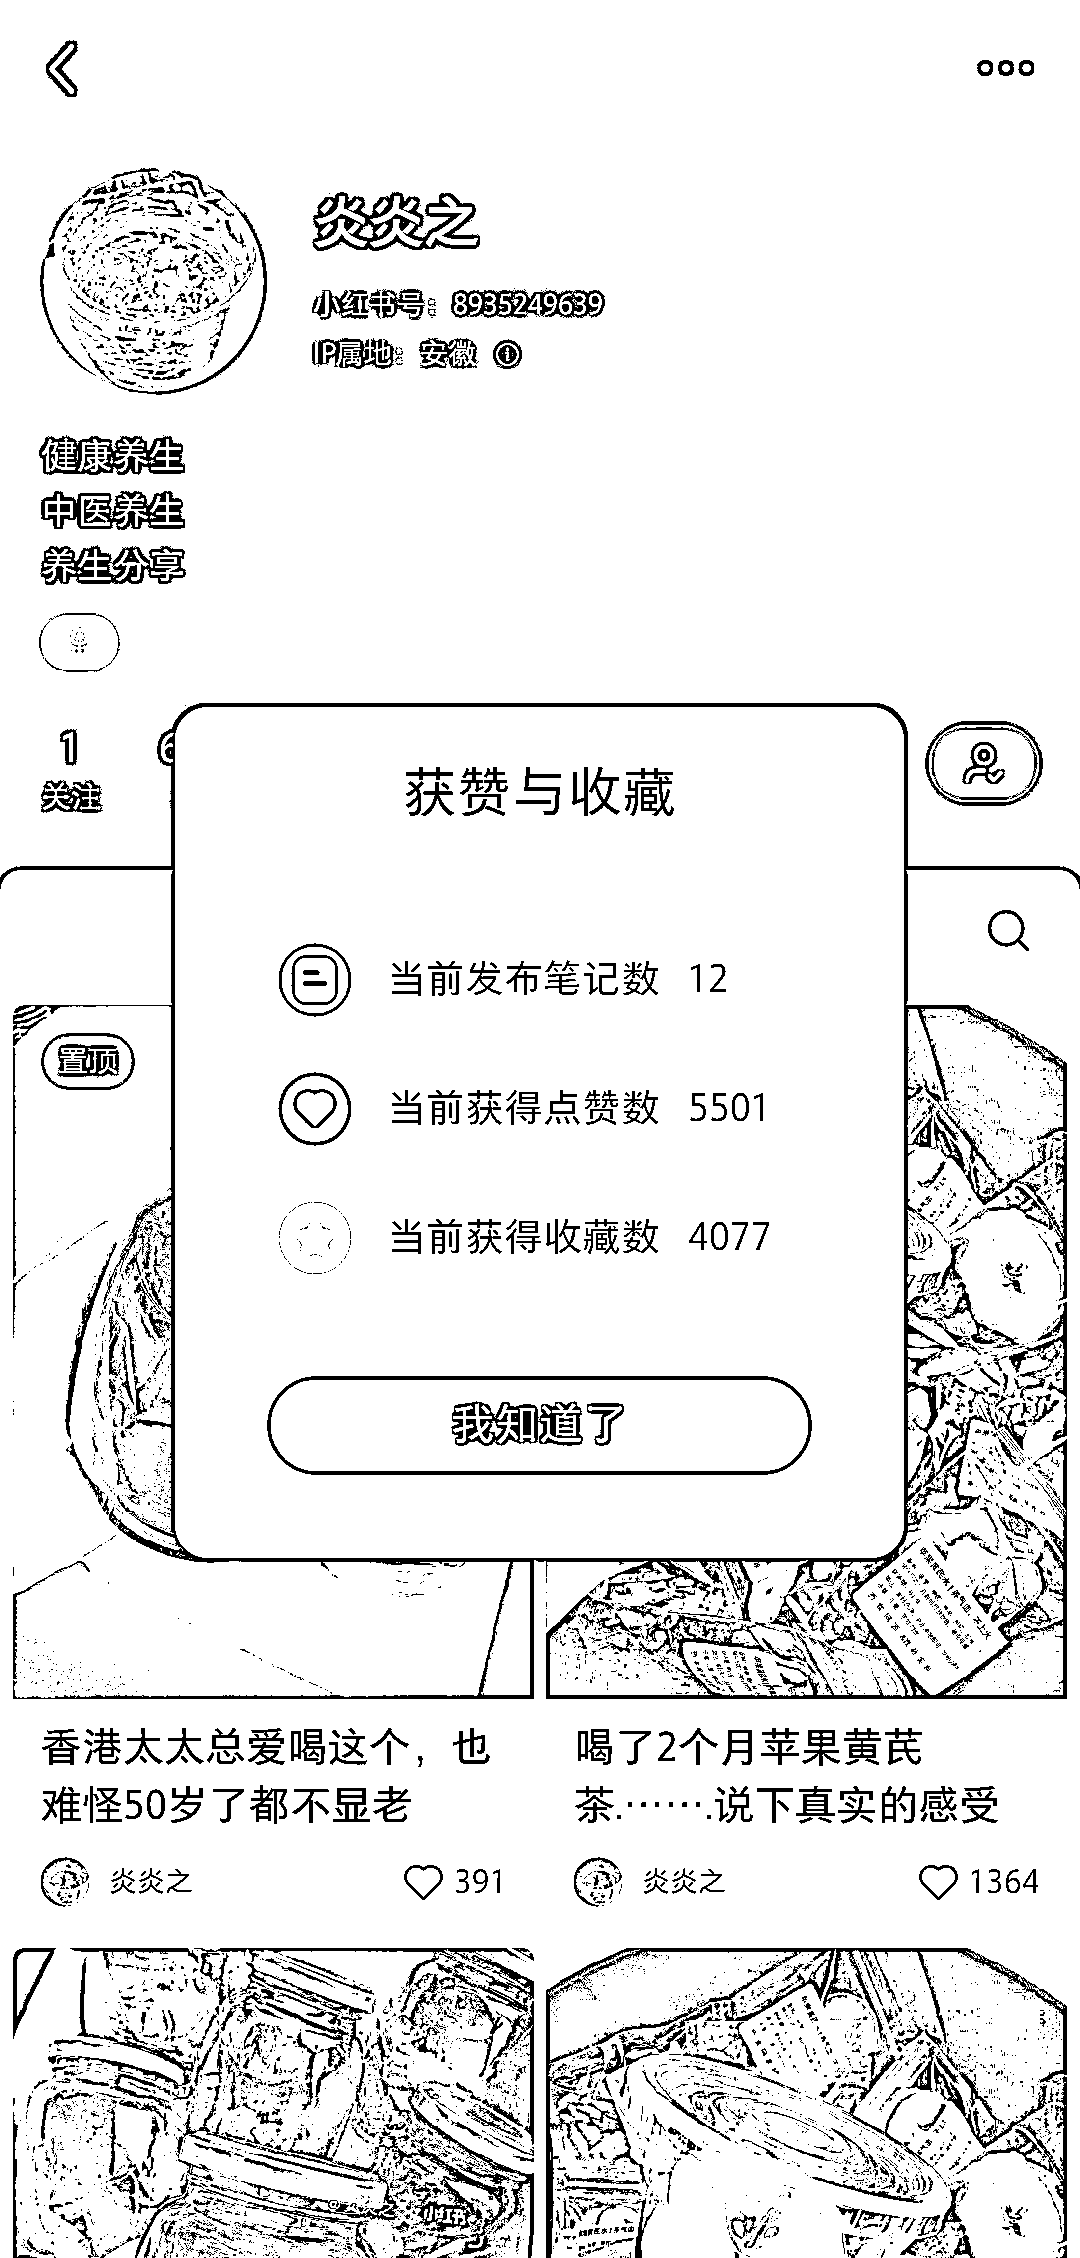 炎炎之
小红书号: 8935249639
IP属地: 安徽
健康养生
中医养生
养生分享
1
关注
获赞与收藏
当前发布笔记数 12
当前获得点赞数 5501
当前获得收藏数 4077
我知道了
置顶
香港太太总爱喝这个，也
难怪50岁了都不显老
炎炎之 391
喝了2个月苹果黄芪
茶.…….说下真实的感受
炎炎之 1364
小红书